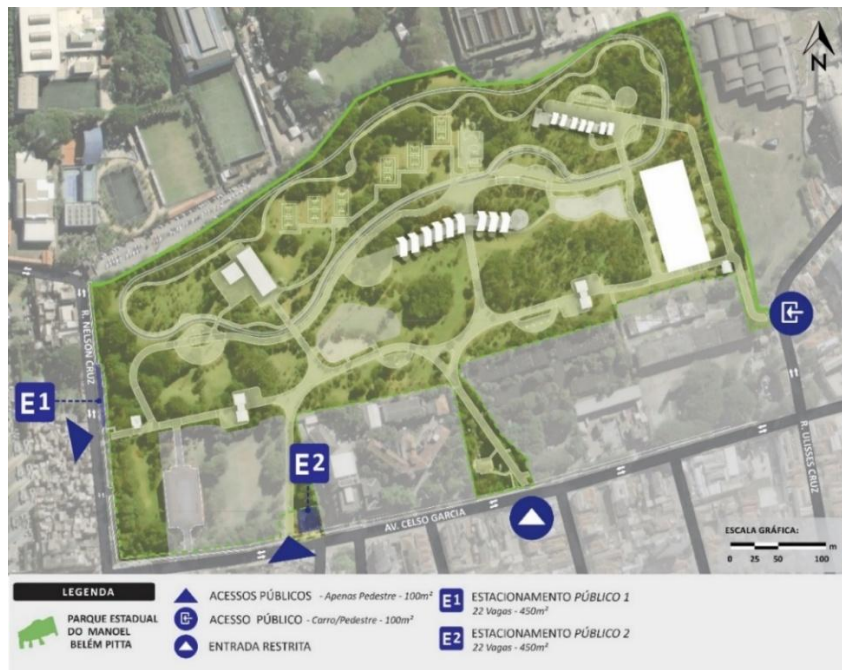 N
R. NELSON CRUZ
E1
E2
AV. CELSO GARCIA
R. ULISSES CRUZ
ESCALA GRÁFICA:
m
0 25 50 100
LEGENDA
PARQUE ESTADUAL
DO MANOEL
BELÉM PITTA
ACESSOS PÚBLICOS - Apenas Pedestre - 100m²
ACESSO PÚBLICO - Carro/Pedestre - 100m²
ENTRADA RESTRITA
E1 ESTACIONAMENTO PÚBLICO 1
22 Vagas - 450m²
E2 ESTACIONAMENTO PÚBLICO 2
22 Vagas - 450m²